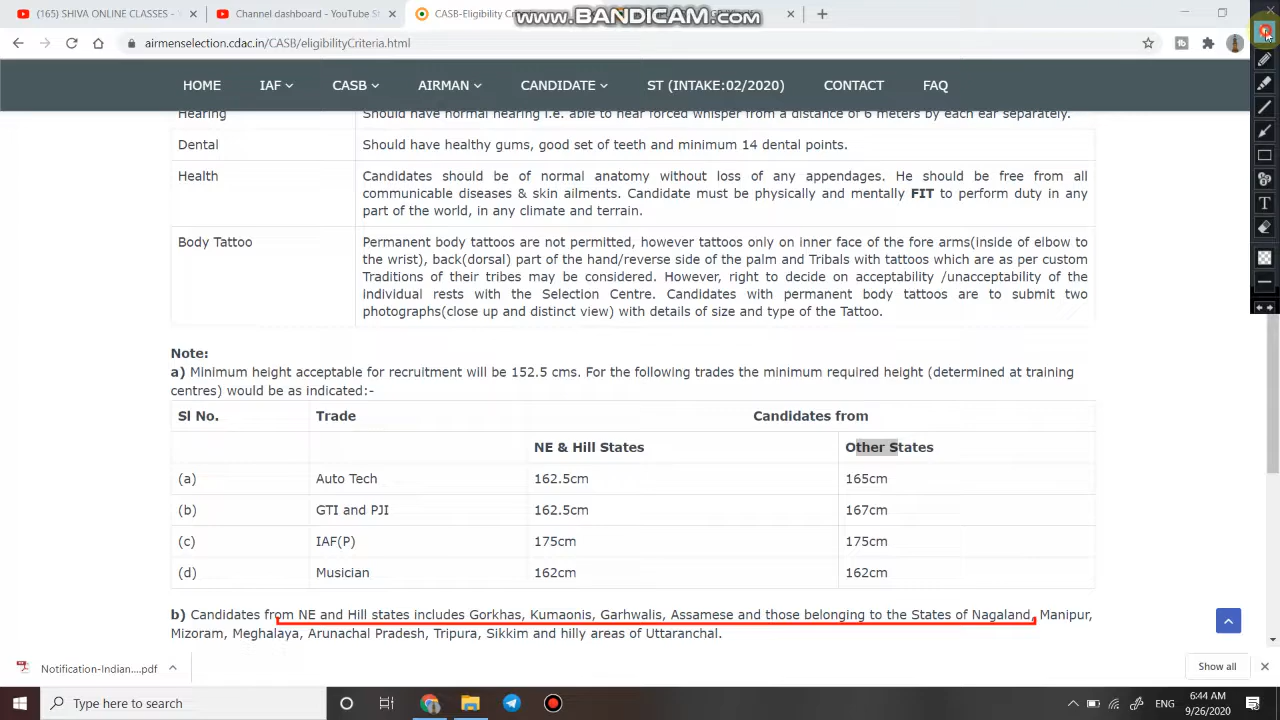 (165) SHIVA ONLINE CLASSES -
Channel dashboard - YouTube S
CASB-Eligibility Cri
www.BANDICAM.com
airmenselection.cdac.in/CASB/eligibilityCriteria.html
HOME
IAF
CASB
AIRMAN
CANDIDATE
ST (INTAKE:02/2020)
CONTACT
FAQ
Hearing
Should have normal hearing i.e. able to hear forced whisper from a distance of 6 meters by each ear separately.
Dental
Should have healthy gums, good set of teeth and minimum 14 dental points.
Health
Candidates should be of normal anatomy without loss of any appendages. He should be free from all
communicable diseases & skin ailments. Candidate must be physically and mentally FIT to perform duty in any
part of the world, in any climate and terrain.
Body Tattoo
Permanent body tattoos are not permitted, however tattoos only on inner face of the fore arms(inside of elbow to
the wrist), back(dorsal) part of the hand/reverse side of the palm and Tribals with tattoos which are as per custom
Traditions of their tribes may be considered. However, right to decide on acceptability /unacceptability of the
individual rests with the Selection Centre. Candidates with permanent body tattoos are to submit two
photographs(close up and distinct view) with details of size and type of the Tattoo.
Note:
a) Minimum height acceptable for recruitment will be 152.5 cms. For the following trades the minimum required height (determined at training
centres) would be as indicated:-
Sl No.
Trade
Candidates from
NE & Hill States
Other States
(a)
Auto Tech
162.5cm
165cm
(b)
GTI and PJI
162.5cm
167cm
(c)
IAF(P)
175cm
175cm
(d)
Musician
162cm
162cm
b) Candidates from NE and Hill states includes Gorkhas, Kumaonis, Garhwalis, Assamese and those belonging to the States of Nagaland, Manipur,
Mizoram, Meghalaya, Arunachal Pradesh, Tripura, Sikkim and hilly areas of Uttaranchal.
Notification-Indian....pdf
Show all
Type here to search
ENG
6:44 AM
9/26/2020